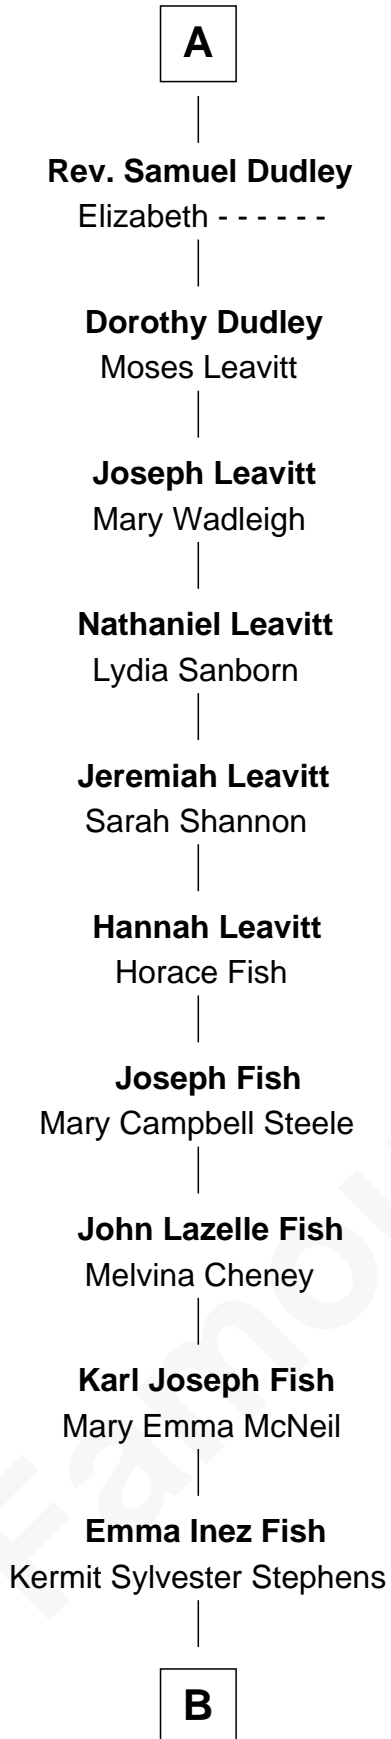 A
Rev. Samuel Dudley
Elizabeth - - - - - -
Dorothy Dudley
Moses Leavitt
Joseph Leavitt
Mary Wadleigh
Nathaniel Leavitt
Lydia Sanborn
Jeremiah Leavitt
Sarah Shannon
Hannah Leavitt
Horace Fish
Joseph Fish
Mary Campbell Steele
John Lazelle Fish
Melvina Cheney
Karl Joseph Fish
Mary Emma McNeil
Emma Inez Fish
Kermit Sylvester Stephens
B